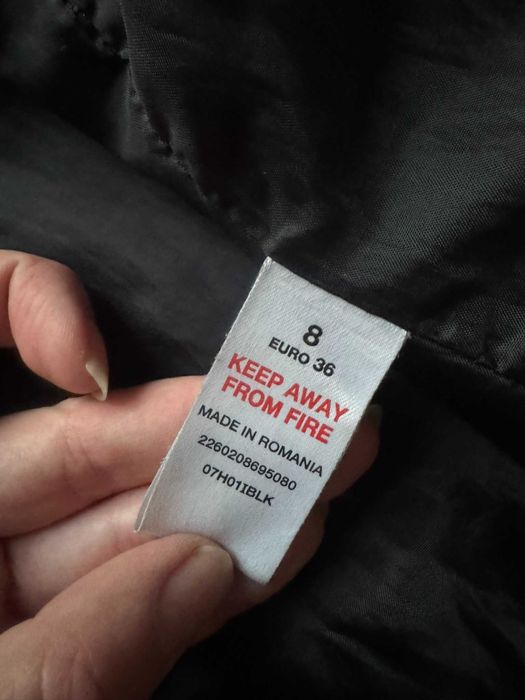 8
EURO 36
KEEP AWAY
FROM FIRE
MADE IN ROMANIA
2260208695080
07H01IBLK